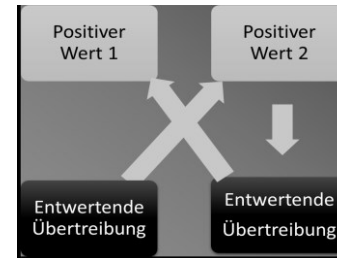 Positiver
Wert 1
Positiver
Wert 2
Entwertende
Übertreibung
Entwertende
Übertreibung